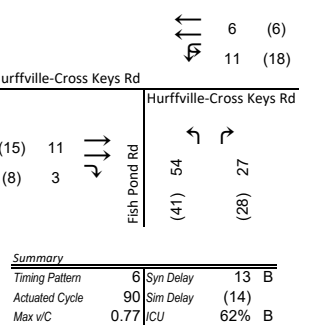 6 (6)
11 (18)
urffville-Cross Keys Rd
Hurffville-Cross Keys Rd
(15) 11
(8) 3
Fish Pond Rd
54 27
(41) (28)
Summary
Timing Pattern 6 Syn Delay 13 B
Actuated Cycle 90 Sim Delay (14)
Max v/C 0.77 ICU 62% B